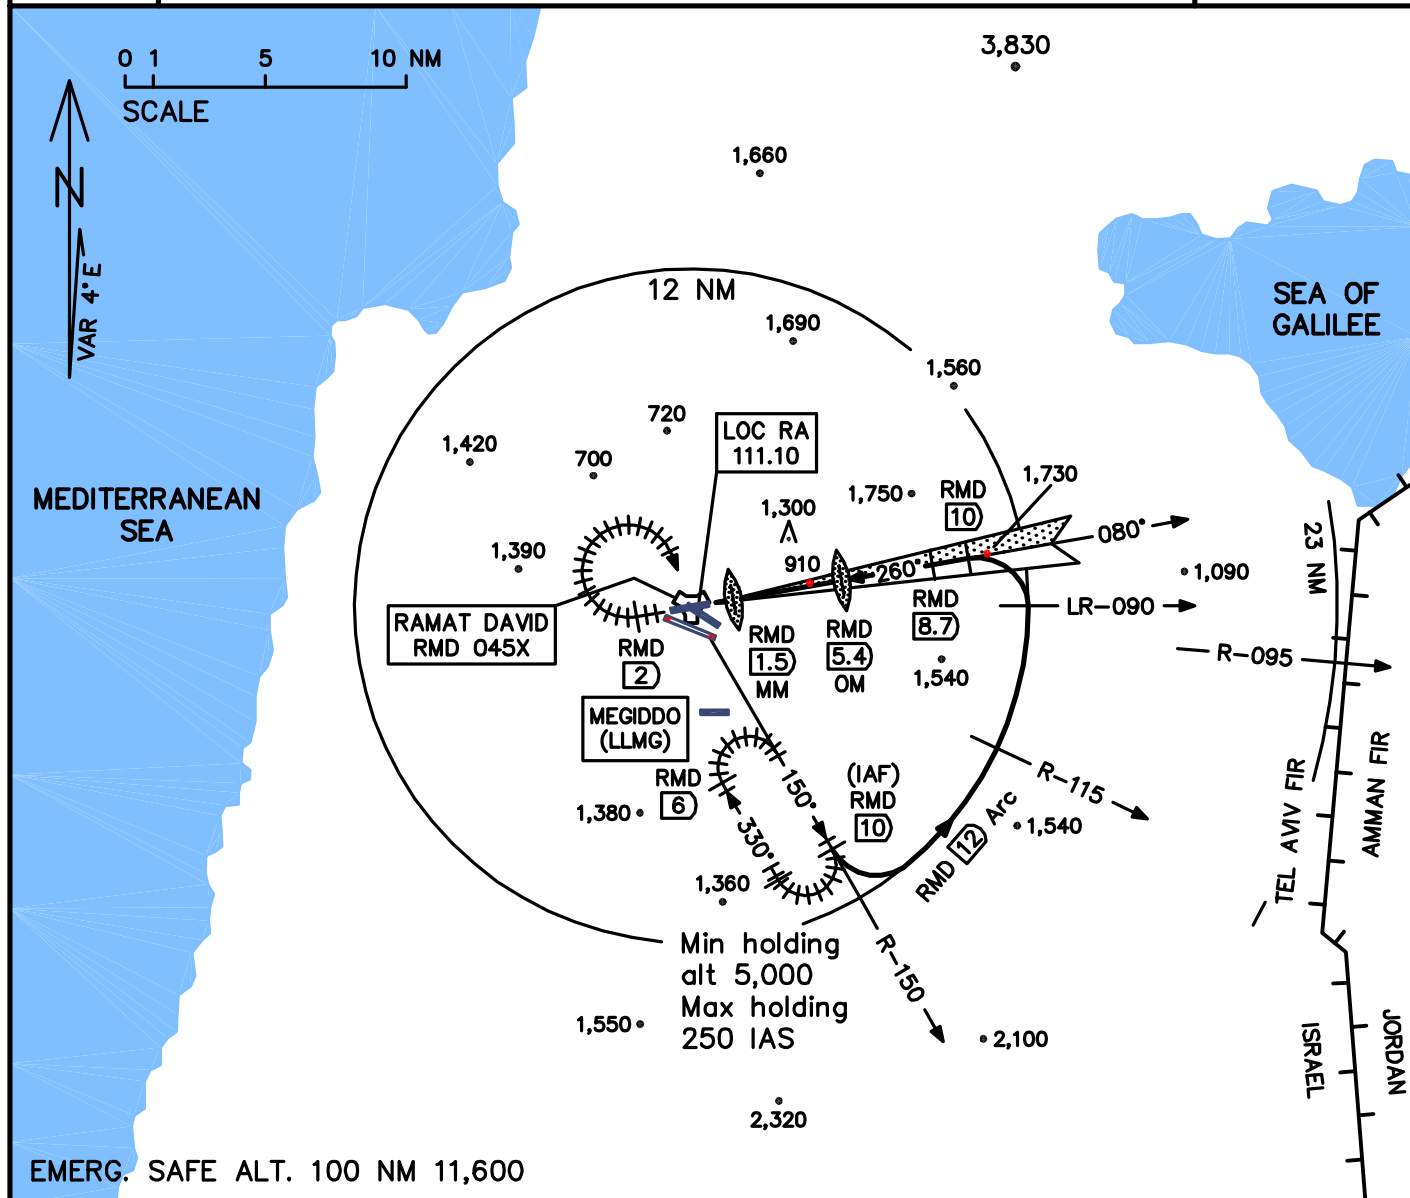 0 1 5 10 NM
SCALE
3,830
N
VAR 4°E
1,660
SEA OF
GALILEE
12 NM
1,690
1,560
720
1,420
700
LOC RA
111.10
MEDITERRANEAN
SEA
1,390
1,300
1,750
RMD
10
1,730
080°
23 NM
910
260°
1,090
RAMAT DAVID
RMD 045X
RMD
2
RMD
1.5
MM
RMD
5.4
OM
RMD
8.7
1,540
LR-090
R-095
MEGIDDO
(LLMG)
RMD
6
1,380
150°
330°
(IAF)
RMD
10
R-115
RMD 12 Arc
1,540
TEL AVIV FIR
AMMAN FIR
1,360
Min holding
alt 5,000
Max holding
250 IAS
R-150
1,550
2,100
2,320
ISRAEL
JORDAN
EMERG. SAFE ALT. 100 NM 11,600